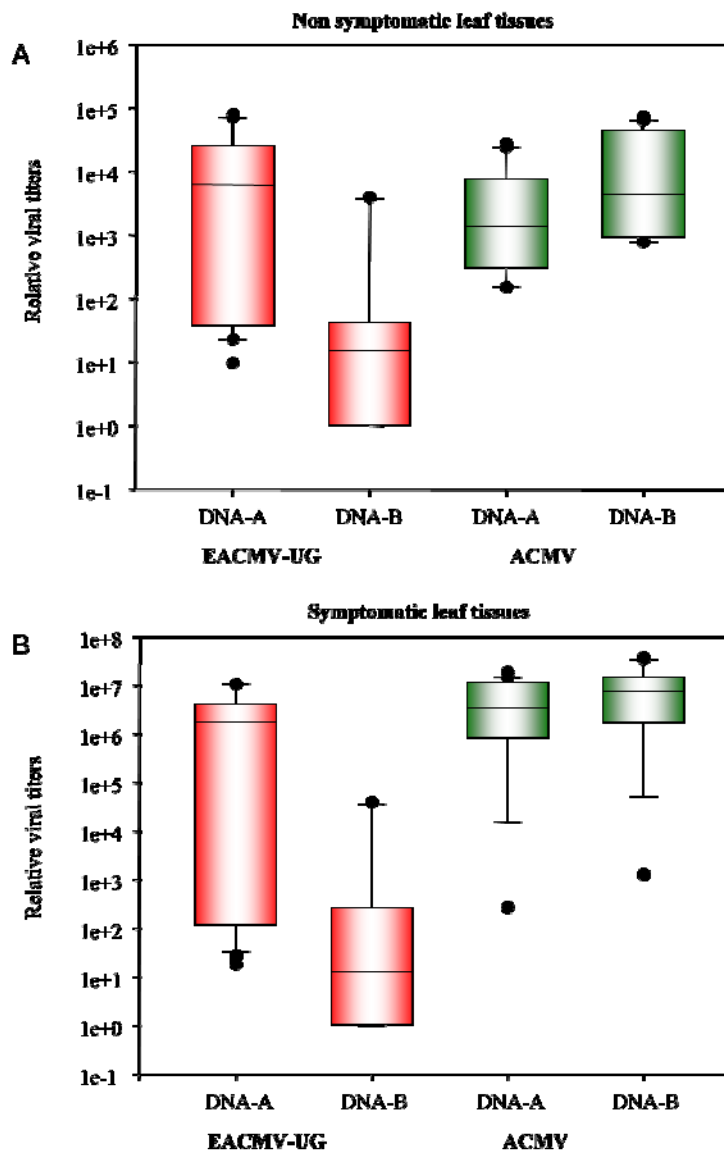 Non symptomatic leaf tissues
A
1e+6
1e+5
1e+4
1e+3
1e+2
1e+1
1e+0
1e-1
Relative viral titers
DNA-A DNA-B DNA-A DNA-B
EACMV-UG ACMV
Symptomatic leaf tissues
B
1e+8
1e+7
1e+6
1e+5
1e+4
1e+3
1e+2
1e+1
1e+0
1e-1
Relative viral titers
DNA-A DNA-B DNA-A DNA-B
EACMV-UG ACMV